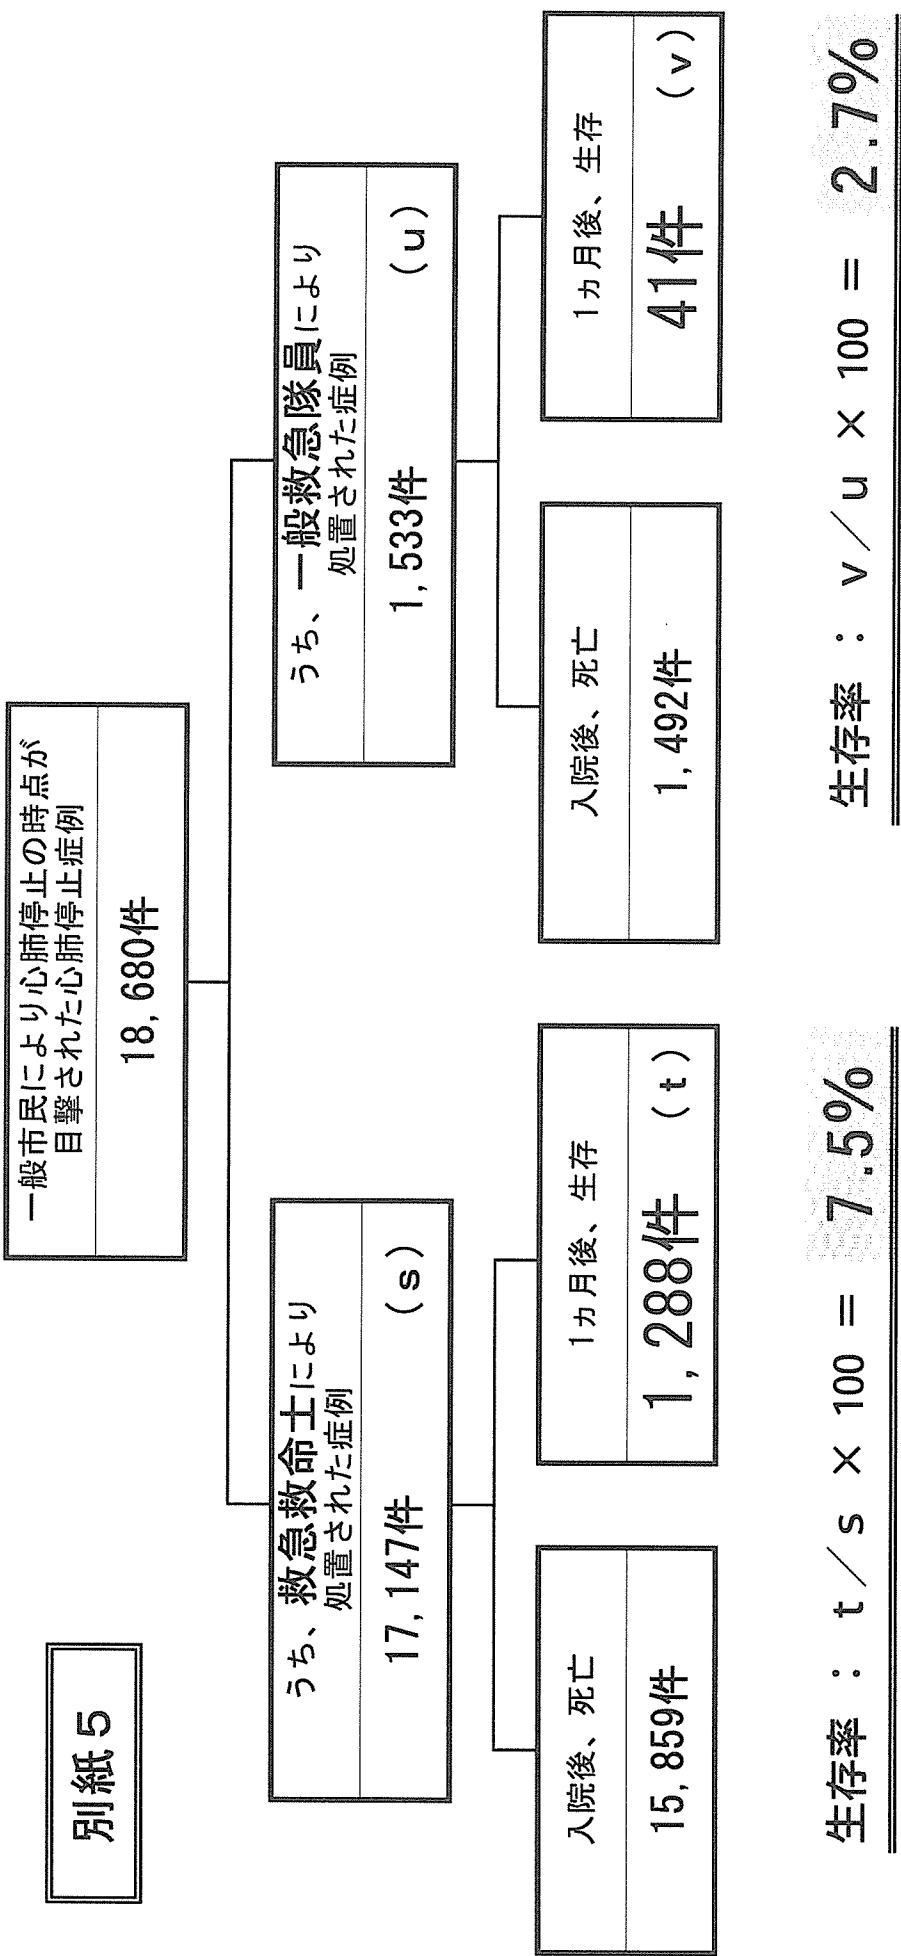 別紙５
一般市民により心肺停止の時点が
目撃された心肺停止症例
18,680件
うち、救急救命士により
処置された症例
17,147件 (ｓ)
うち、一般救急隊員により
処置された症例
1,533件 (ｕ)
入院後、死亡
15,859件
1ヵ月後、生存
1,288件 (ｔ)
入院後、死亡
1,492件
1ヵ月後、生存
41件 (ｖ)
生存率 ： ｔ／ｓ × 100 = 7.5%
生存率 ： ｖ／ｕ × 100 = 2.7%